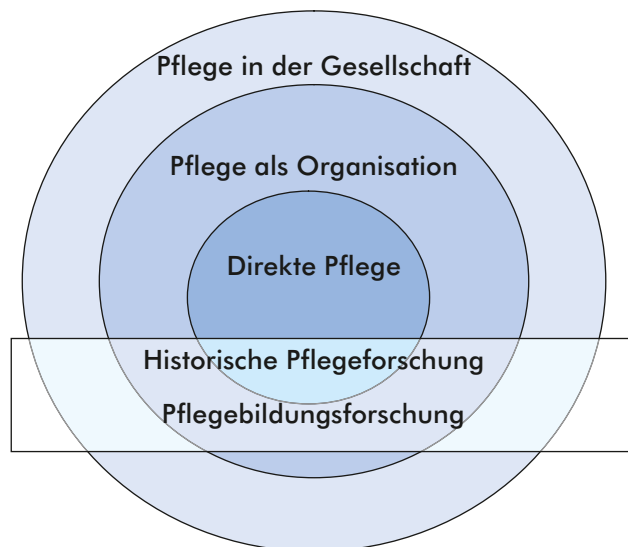 Pflege in der Gesellschaft
Pflege als Organisation
Direkte Pflege
Historische Pflegeforschung
Pflegebildungsforschung